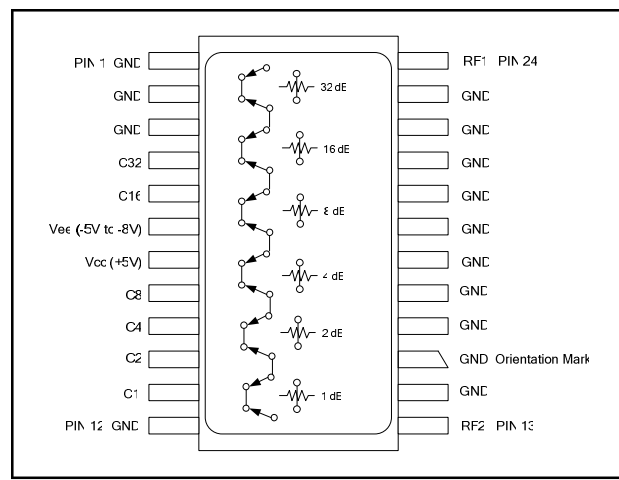 PIN 1 GND
GND
GND
C32
C16
Vee (-5V to -8V)
Vcc (+5V)
C8
C4
C2
C1
PIN 12 GND
32 dB
16 dB
8 dB
4 dB
2 dB
1 dB
RF1 PIN 24
GND
GND
GND
GND
GND
GND
GND
GND
GND Orientation Mark
GND
RF2 PIN 13